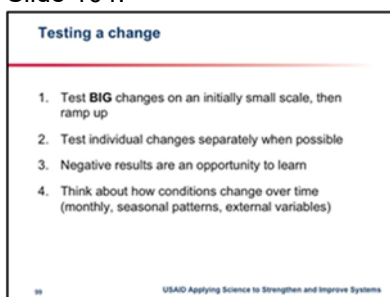 Testing a change
1. Test BIG changes on an initially small scale, then
ramp up
2. Test individual changes separately when possible
3. Negative results are an opportunity to learn
4. Think about how conditions change over time
(monthly, seasonal patterns, external variables)
99 USAID Applying Science to Strengthen and Improve Systems